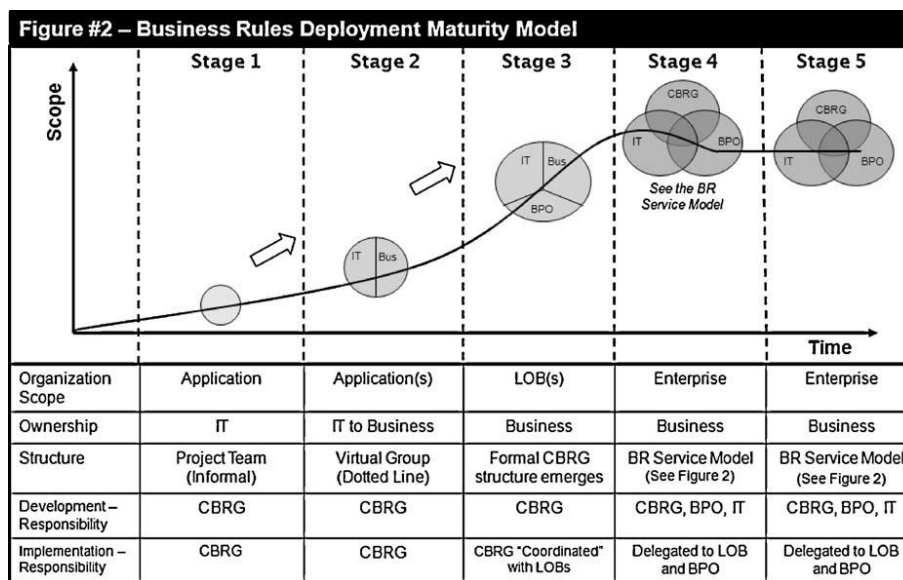 Figure #2 – Business Rules Deployment Maturity Model
Stage 1 Stage 2 Stage 3 Stage 4 Stage 5
Scope
CBRG
IT BPO
See the BR
Service Model
CBRG
IT BPO
IT Bus
BPO
IT Bus
Time
Organization
Scope
Application
Application(s)
LOB(s)
Enterprise
Enterprise
Ownership
IT
IT to Business
Business
Business
Business
Structure
Project Team
(Informal)
Virtual Group
(Dotted Line)
Formal CBRG
structure emerges
BR Service Model
(See Figure 2)
BR Service Model
(See Figure 2)
Development –
Responsibility
CBRG
CBRG
CBRG
CBRG, BPO, IT
CBRG, BPO, IT
Implementation –
Responsibility
CBRG
CBRG
CBRG "Coordinated"
with LOBs
Delegated to LOB
and BPO
Delegated to LOB
and BPO